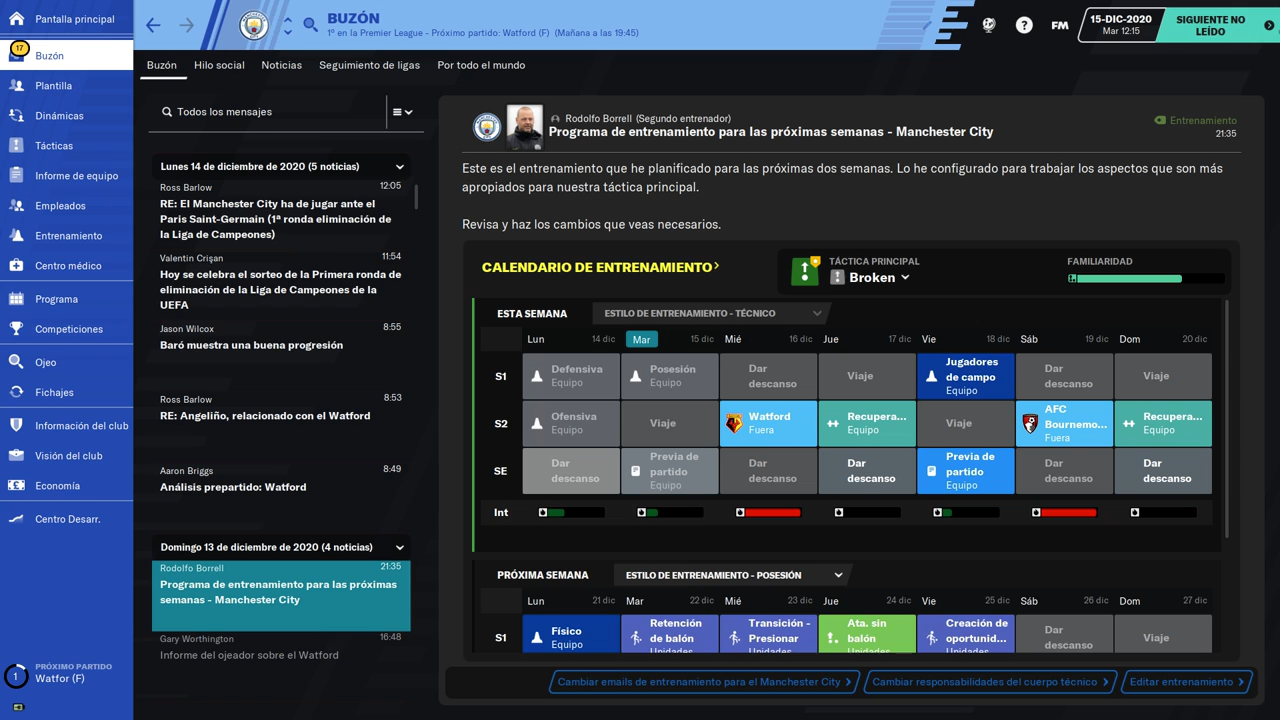 Pantalla principal
17
Buzón
Plantilla
Dinámicas
Tácticas
Informe de equipo
Empleados
Entrenamiento
Centro médico
Programa
Competiciones
Ojeo
Fichajes
Información del club
Visión del club
Economía
Centro Desarr.
1
PRÓXIMO PARTIDO
Watfor (F)
BUZÓN
1º en la Premier League - Próximo partido: Watford (F) (Mañana a las 19:45)
?
FM
15-DIC-2020
Mar 12:15
SIGUIENTE NO
LEÍDO
Buzón
Hilo social
Noticias
Seguimiento de ligas
Por todo el mundo
Todos los mensajes
Lunes 14 de diciembre de 2020 (5 noticias)
Ross Barlow 12:05
RE: El Manchester City ha de jugar ante el
Paris Saint-Germain (1ª ronda eliminación de
la Liga de Campeones)
Valentin Crișan 11:54
Hoy se celebra el sorteo de la Primera ronda de
eliminación de la Liga de Campeones de la
UEFA
Jason Wilcox 8:55
Baró muestra una buena progresión
Ross Barlow 8:53
RE: Angeliño, relacionado con el Watford
Aaron Briggs 8:49
Análisis prepartido: Watford
Domingo 13 de diciembre de 2020 (4 noticias)
Rodolfo Borrell 21:35
Programa de entrenamiento para las próximas
semanas - Manchester City
Gary Worthington 16:48
Informe del ojeador sobre el Watford
Rodolfo Borrell (Segundo entrenador)
Programa de entrenamiento para las próximas semanas - Manchester City
Entrenamiento
21:35
Este es el entrenamiento que he planificado para las próximas dos semanas. Lo he configurado para trabajar los aspectos que son más
apropiados para nuestra táctica principal.
Revisa y haz los cambios que veas necesarios.
CALENDARIO DE ENTRENAMIENTO
TÁCTICA PRINCIPAL
Broken
FAMILIARIDAD
ESTA SEMANA
ESTILO DE ENTRENAMIENTO - TÉCNICO
Lun 14 dic Mar 15 dic Mié 16 dic Jue 17 dic Vie 18 dic Sáb 19 dic Dom 20 dic
S1
Defensiva
Equipo
Posesión
Equipo
Dar
descanso
Viaje
Jugadores
de campo
Equipo
Dar
descanso
Viaje
S2
Ofensiva
Equipo
Viaje
Watford
Fuera
Recupera...
Equipo
Viaje
AFC
Bournemo...
Fuera
Recupera...
Equipo
SE
Dar
descanso
Previa de
partido
Equipo
Dar
descanso
Dar
descanso
Previa de
partido
Equipo
Dar
descanso
Dar
descanso
Int
PRÓXIMA SEMANA
ESTILO DE ENTRENAMIENTO - POSESIÓN
Lun 21 dic Mar 22 dic Mié 23 dic Jue 24 dic Vie 25 dic Sáb 26 dic Dom 27 dic
S1
Físico
Equipo
Retención
de balón
Unidades
Transición -
Presionar
Unidades
Ata. sin
balón
Unidades
Creación de
oportunid...
Unidades
Dar
descanso
Viaje
Cambiar emails de entrenamiento para el Manchester City
Cambiar responsabilidades del cuerpo técnico
Editar entrenamiento